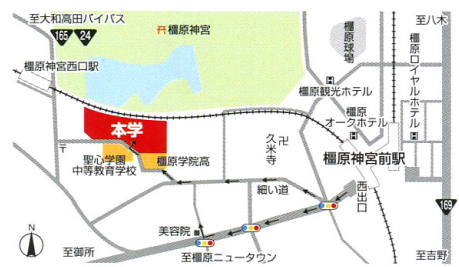 至大和高田バイパス
165
24
橿原神宮
至八木
橿原
球場
橿原神宮西口駅
橿原ロイヤルホテル
橿原観光ホテル
本学
橿原
オークホテル
久米寺
橿原神宮前駅
聖心学園
中等教育学校
橿原学院高
細い道
西出口
169
美容院
N
至御所
至橿原ニュータウン
至吉野